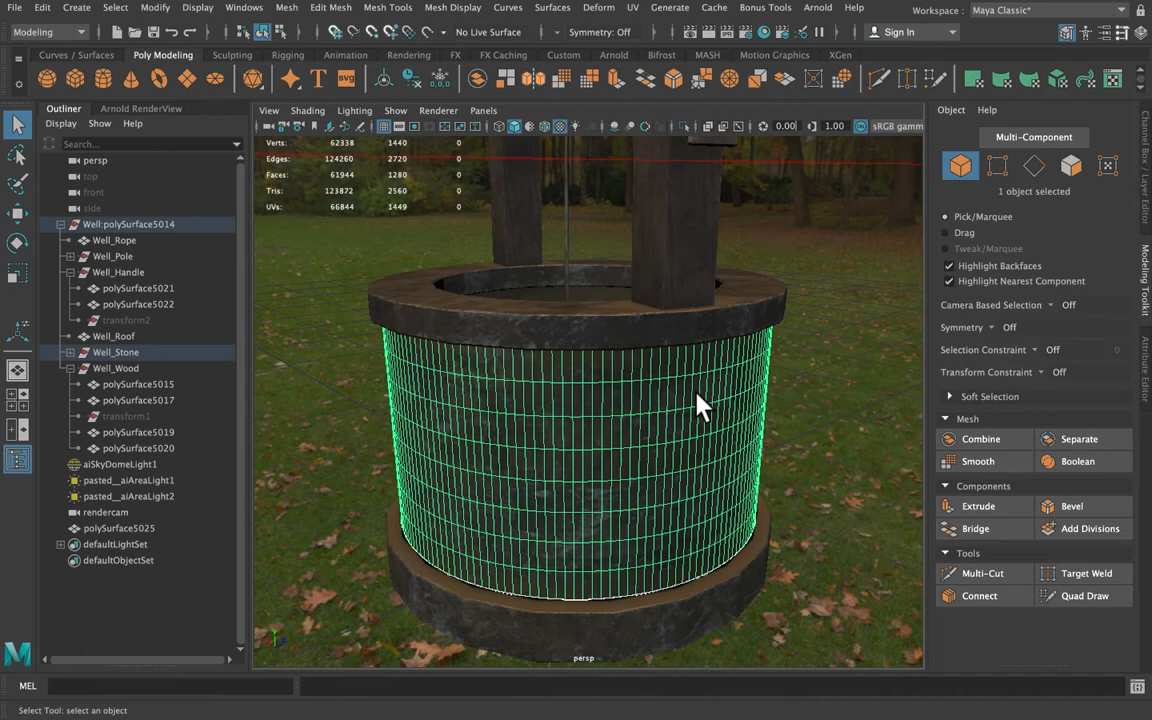 File Edit Create Select Modify Display Windows Mesh Edit Mesh Mesh Tools Mesh Display Curves Surfaces Deform UV Generate Cache Bonus Tools Arnold Help Workspace : Maya Classic*
Modeling No Live Surface Symmetry: Off Sign In
Curves / Surfaces Poly Modeling Sculpting Rigging Animation Rendering FX FX Caching Custom Arnold Bifrost MASH Motion Graphics XGen
Outliner Arnold RenderView
Display Show Help
Search...
persp
top
front
side
Well:polySurface5014
Well_Rope
Well_Pole
Well_Handle
polySurface5021
polySurface5022
transform2
Well_Roof
Well_Stone
Well_Wood
polySurface5015
polySurface5017
transform1
polySurface5019
polySurface5020
aiSkyDomeLight1
pasted__aiAreaLight1
pasted__aiAreaLight2
rendercam
polySurface5025
defaultLightSet
defaultObjectSet
View Shading Lighting Show Renderer Panels
0.00 1.00 sRGB gamm
Verts: 62338 1440 0
Edges: 124260 2720 0
Faces: 61944 1280 0
Tris: 123872 2560 0
UVs: 66844 1449 0
persp
Object Help
Multi-Component
1 object selected
Pick/Marquee
Drag
Tweak/Marquee
Highlight Backfaces
Highlight Nearest Component
Camera Based Selection Off
Symmetry Off
Selection Constraint Off 0
Transform Constraint Off
Soft Selection
Mesh
Combine Separate
Smooth Boolean
Components
Extrude Bevel
Bridge Add Divisions
Tools
Multi-Cut Target Weld
Connect Quad Draw
Channel Box / Layer Editor
Modeling Toolkit
Attribute Editor
MEL
Select Tool: select an object